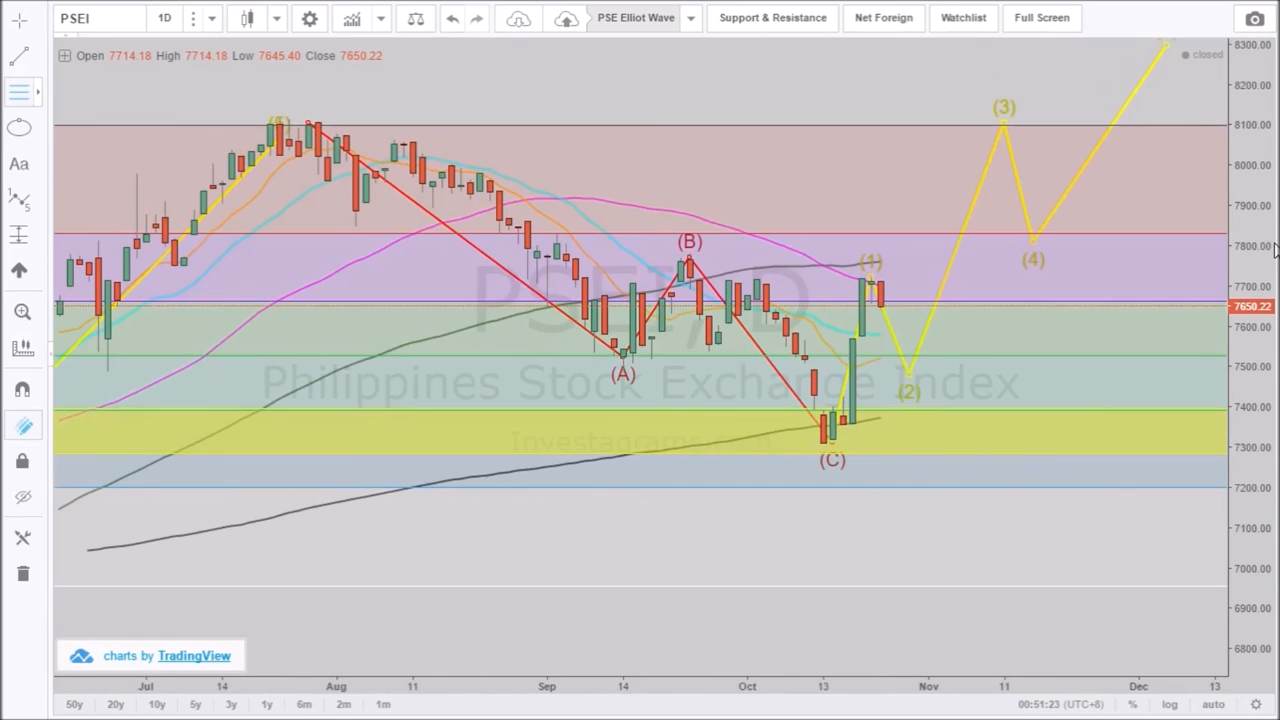 PSEI 1D PSE Elliot Wave Support & Resistance Net Foreign Watchlist Full Screen
Open 7714.18 High 7714.18 Low 7645.40 Close 7650.22
closed
Aa
8300.00
8200.00
8100.00
8000.00
7900.00
7800.00
7700.00
7650.22
7600.00
7500.00
7400.00
7300.00
7200.00
7100.00
7000.00
6900.00
6800.00
(3)
(B)
(1)
(4)
(A)
(2)
(C)
PSEI, D
Philippines Stock Exchange Index
Investagrams.com
charts by TradingView
Jul 14 Aug 11 Sep 14 Oct 13 Nov 11 Dec 13
50y 20y 10y 5y 3y 1y 6m 2m 1m 00:51:23 (UTC+8) % log auto